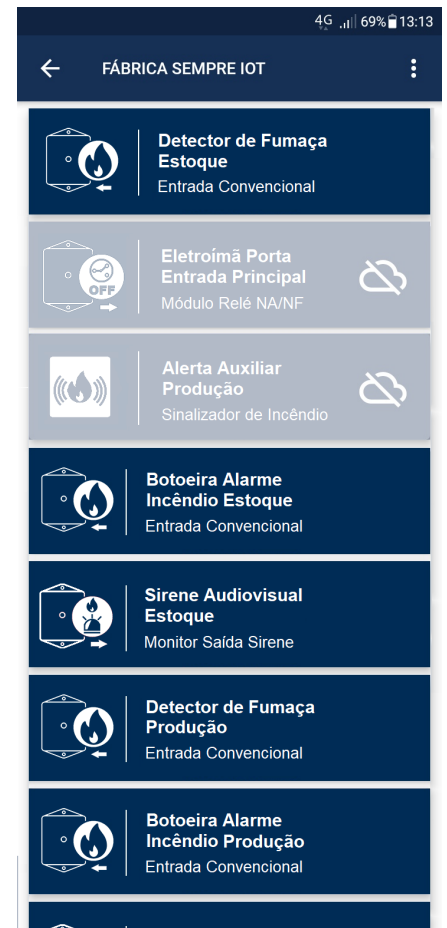 4G 69% 13:13
FÁBRICA SEMPRE IOT
Detector de Fumaça
Estoque
Entrada Convencional
Eletroímã Porta
Entrada Principal
Módulo Relé NA/NF
OFF
Alerta Auxiliar
Produção
Sinalizador de Incêndio
Botoeira Alarme
Incêndio Estoque
Entrada Convencional
Sirene Audiovisual
Estoque
Monitor Saída Sirene
Detector de Fumaça
Produção
Entrada Convencional
Botoeira Alarme
Incêndio Produção
Entrada Convencional